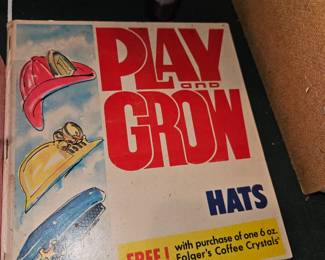 PLAY
AND
GROW
HATS
FREE! with purchase of one 6 oz.
Folger's Coffee Crystals